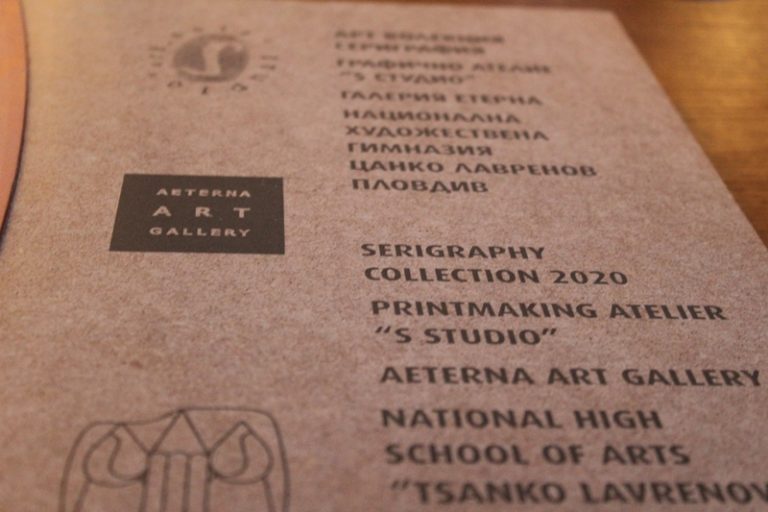 S
АРТ КОЛЕКЦИЯ
СЕРИГРАФИЯ
ГРАФИЧНО АТЕЛИЕ
"S СТУДИО"
ГАЛЕРИЯ ЕТЕРНА
НАЦИОНАЛНА
ХУДОЖЕСТВЕНА
ГИМНАЗИЯ
ЦАНКО ЛАВРЕНОВ
ПЛОВДИВ
AETERNA
ART
GALLERY
SERIGRAPHY
COLLECTION 2020
PRINTMAKING ATELIER
“S STUDIO”
AETERNA ART GALLERY
NATIONAL HIGH
SCHOOL OF ARTS
“TSANKO LAVRENOV